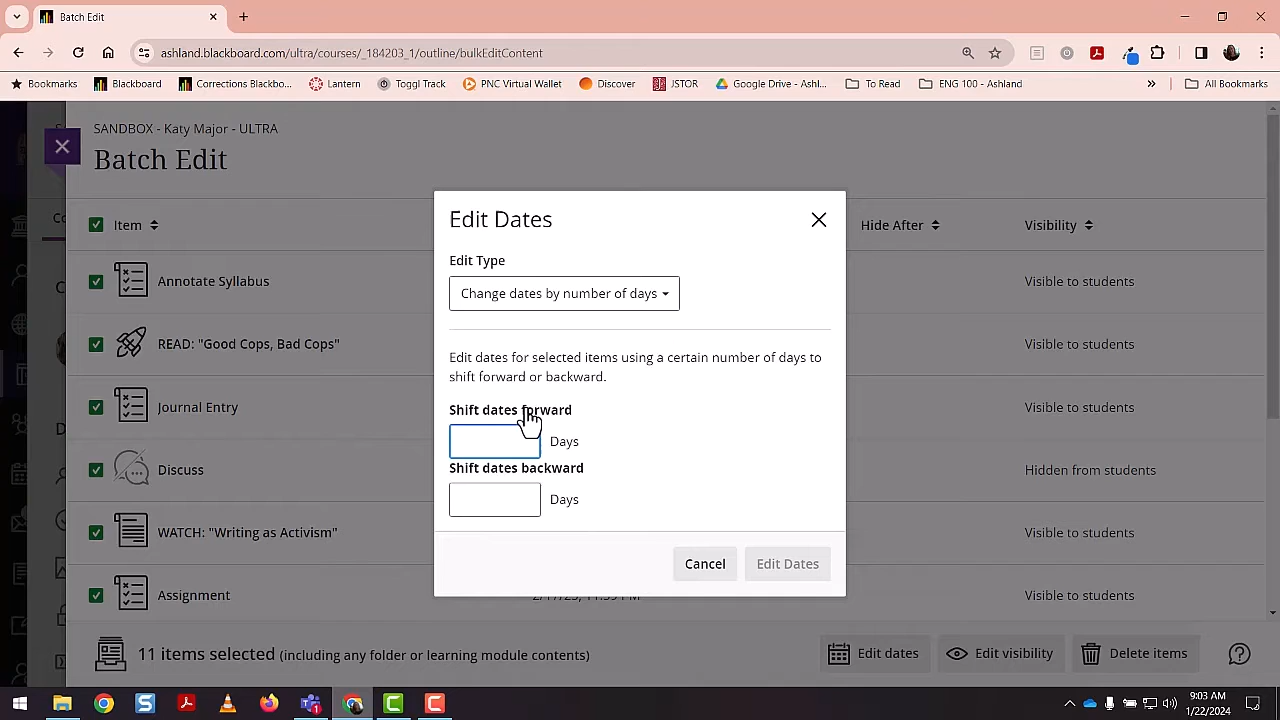 Batch Edit
ashland.blackboard.com/ultra/courses/_184203_1/outline/bulkEditContent
Bookmarks
Blackboard
Corrections Blackbo...
Lantern
Toggl Track
PNC Virtual Wallet
Discover
JSTOR
Google Drive - Ashl...
To Read
ENG 100 - Ashland
All Bookmarks
SANDBOX - Katy Major - ULTRA
Batch Edit
Item
Hide After
Visibility
Annotate Syllabus
Visible to students
READ: "Good Cops, Bad Cops"
Visible to students
Journal Entry
Visible to students
Discuss
Hidden from students
WATCH: "Writing as Activism"
Visible to students
Assignment
Visible to students
Edit Dates
Edit Type
Change dates by number of days
Edit dates for selected items using a certain number of days to
shift forward or backward.
Shift dates forward
Days
Shift dates backward
Days
Cancel
Edit Dates
11 items selected (including any folder or learning module contents)
Edit dates
Edit visibility
Delete items
9:03 AM
1/22/2024